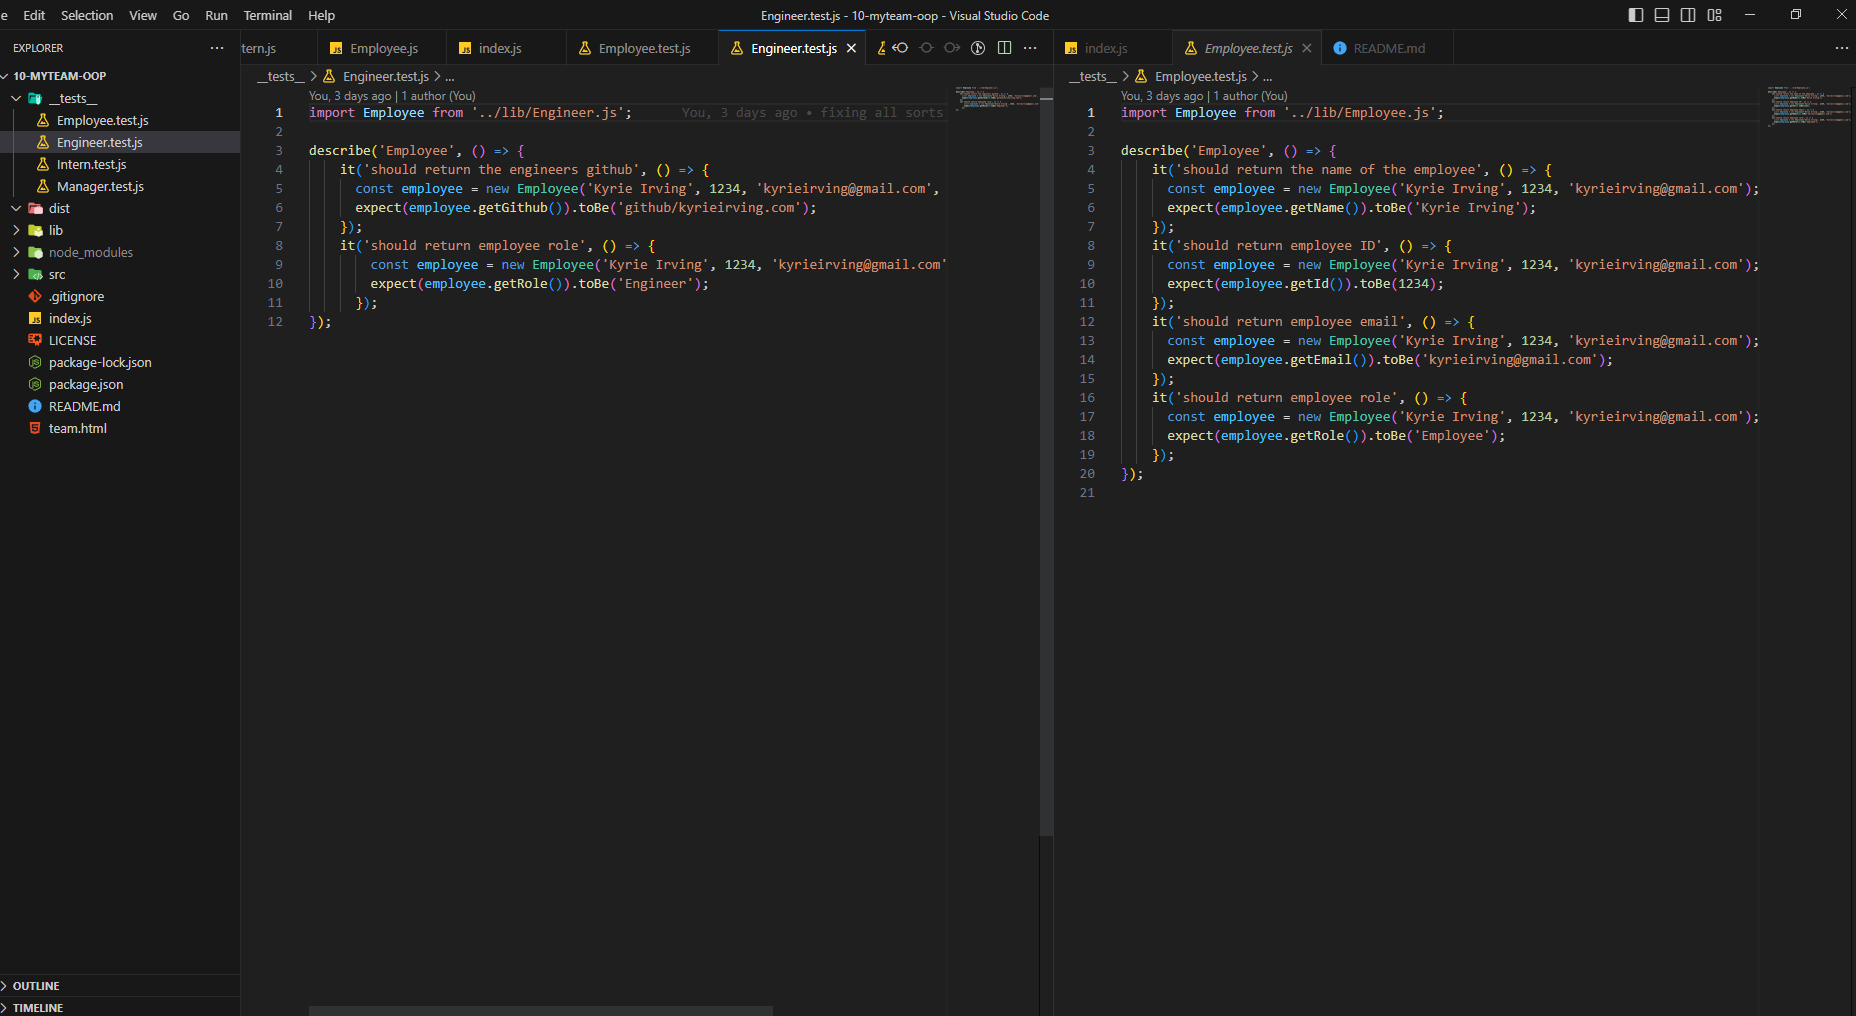 e Edit Selection View Go Run Terminal Help
Engineer.test.js - 10-myteam-oop - Visual Studio Code
EXPLORER
10-MYTEAM-OOP
__tests__
Employee.test.js
Engineer.test.js
Intern.test.js
Manager.test.js
dist
lib
node_modules
src
.gitignore
index.js
LICENSE
package-lock.json
package.json
README.md
team.html
OUTLINE
TIMELINE
tern.js Employee.js index.js Employee.test.js Engineer.test.js
__tests__ > Engineer.test.js > ...
You, 3 days ago | 1 author (You)
1 import Employee from '../lib/Engineer.js'; You, 3 days ago • fixing all sorts
2
3 describe('Employee', () => {
4 it('should return the engineers github', () => {
5 const employee = new Employee('Kyrie Irving', 1234, 'kyrieirving@gmail.com',
6 expect(employee.getGithub()).toBe('github/kyrieirving.com');
7 });
8 it('should return employee role', () => {
9 const employee = new Employee('Kyrie Irving', 1234, 'kyrieirving@gmail.com'
10 expect(employee.getRole()).toBe('Engineer');
11 });
12 });
index.js Employee.test.js README.md
__tests__ > Employee.test.js > ...
You, 3 days ago | 1 author (You)
1 import Employee from '../lib/Employee.js';
2
3 describe('Employee', () => {
4 it('should return the name of the employee', () => {
5 const employee = new Employee('Kyrie Irving', 1234, 'kyrieirving@gmail.com');
6 expect(employee.getName()).toBe('Kyrie Irving');
7 });
8 it('should return employee ID', () => {
9 const employee = new Employee('Kyrie Irving', 1234, 'kyrieirving@gmail.com');
10 expect(employee.getId()).toBe(1234);
11 });
12 it('should return employee email', () => {
13 const employee = new Employee('Kyrie Irving', 1234, 'kyrieirving@gmail.com');
14 expect(employee.getEmail()).toBe('kyrieirving@gmail.com');
15 });
16 it('should return employee role', () => {
17 const employee = new Employee('Kyrie Irving', 1234, 'kyrieirving@gmail.com');
18 expect(employee.getRole()).toBe('Employee');
19 });
20 });
21